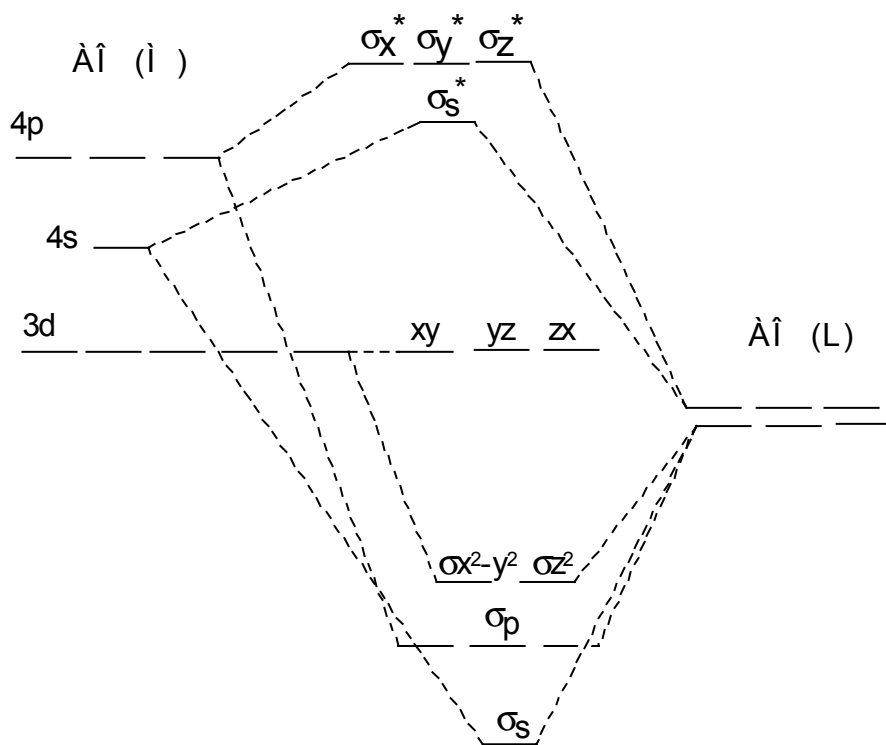 σx* σy* σz*
ÀÎ (Ì )
σs*
4p
4s
3d
xy yz zx
ÀÎ (L)
σx²-y² σz²
σp
σs